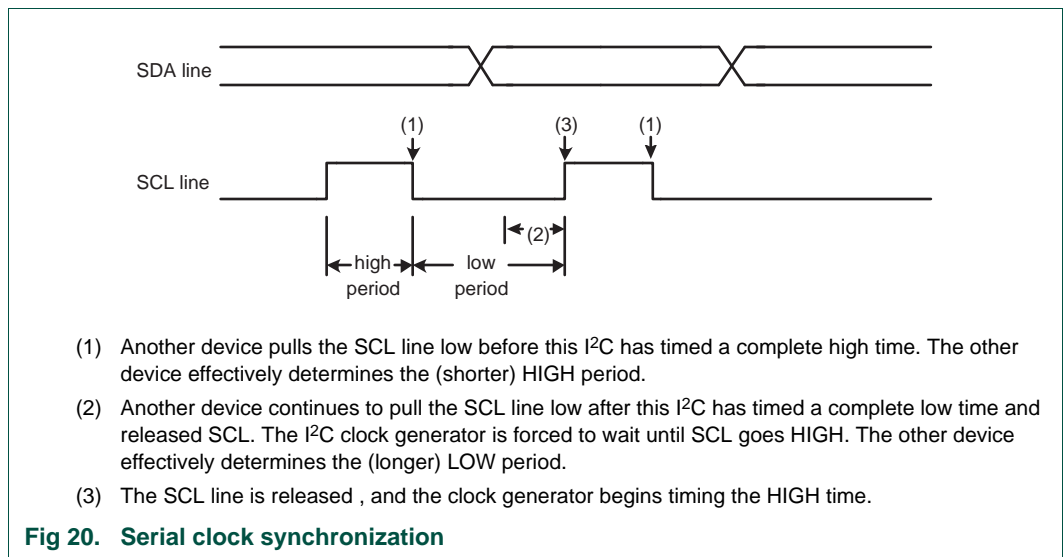 SDA line
(1) (3) (1)
SCL line
(2)
high period
low period
(1) Another device pulls the SCL line low before this I²C has timed a complete high time. The other
device effectively determines the (shorter) HIGH period.
(2) Another device continues to pull the SCL line low after this I²C has timed a complete low time and
released SCL. The I²C clock generator is forced to wait until SCL goes HIGH. The other device
effectively determines the (longer) LOW period.
(3) The SCL line is released , and the clock generator begins timing the HIGH time.
Fig 20. Serial clock synchronization